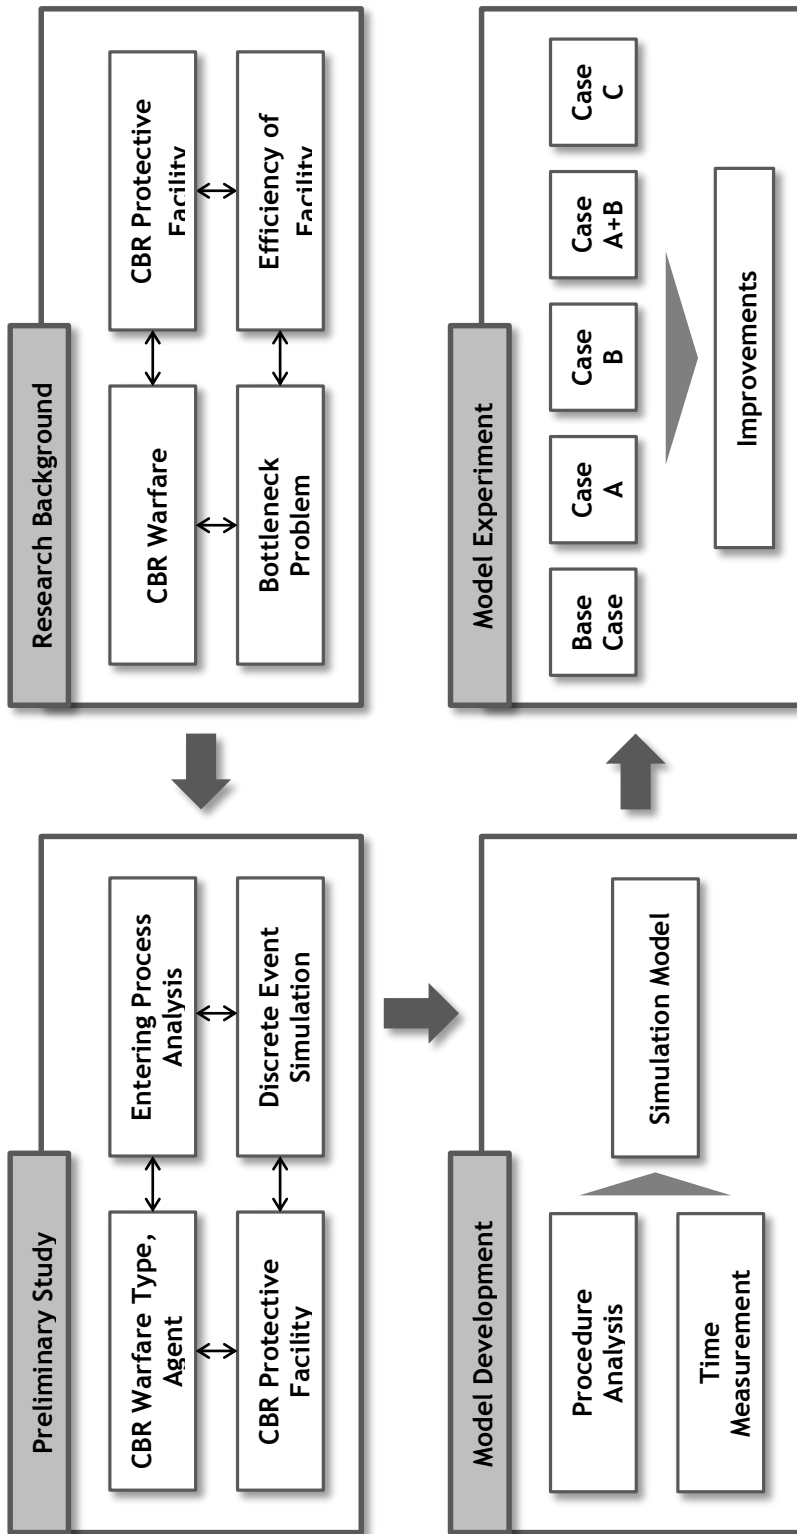 Research Background
CBR Warfare
CBR Protective
Facility
Bottleneck
Problem
Efficiency of
Facility
Preliminary Study
CBR Warfare Type,
Agent
Entering Process
Analysis
CBR Protective
Facility
Discrete Event
Simulation
Model Development
Procedure
Analysis
Time
Measurement
Simulation Model
Model Experiment
Base
Case
Case
A
Case
B
Case
A+B
Case
C
Improvements